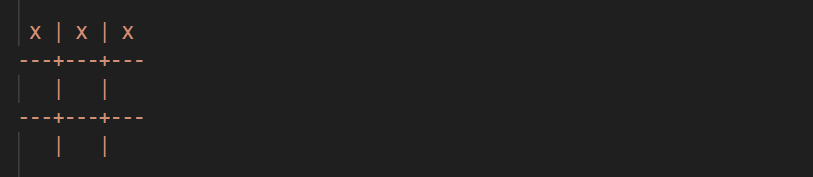 x | x | x
---+---+---
   |   |
---+---+---
   |   |